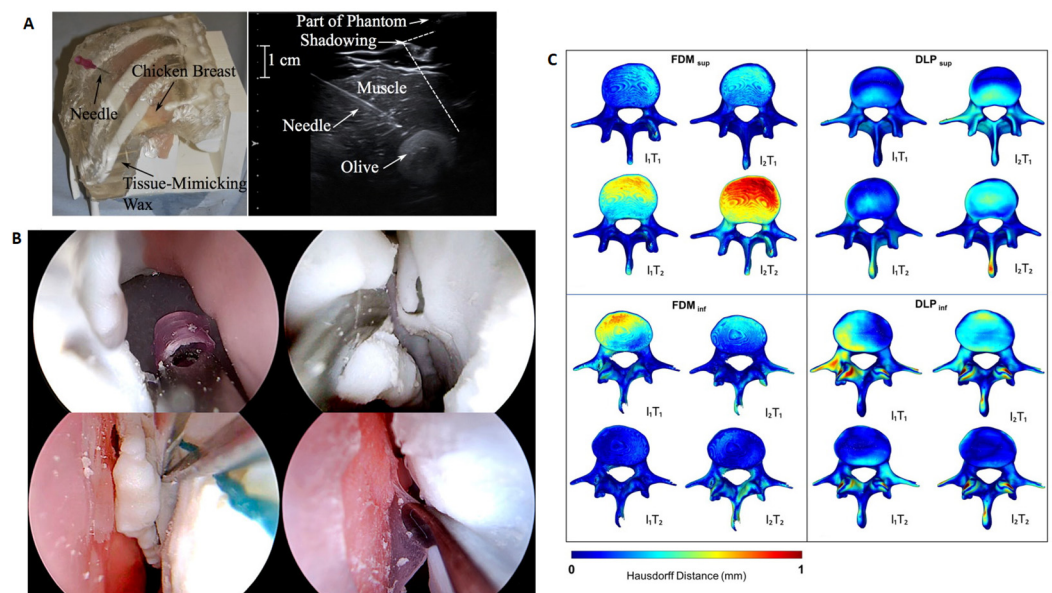 A
Chicken Breast
Needle
Tissue-Mimicking
Wax
Part of Phantom
Shadowing
1 cm
Muscle
Needle
Olive
B
C
FDM sup
DLP sup
I₁T₁
I₂T₁
I₁T₁
I₂T₁
I₁T₂
I₂T₂
I₁T₂
I₂T₂
FDM inf
DLP inf
I₁T₁
I₂T₁
I₁T₁
I₂T₁
I₁T₂
I₂T₂
I₁T₂
I₂T₂
0
1
Hausdorff Distance (mm)